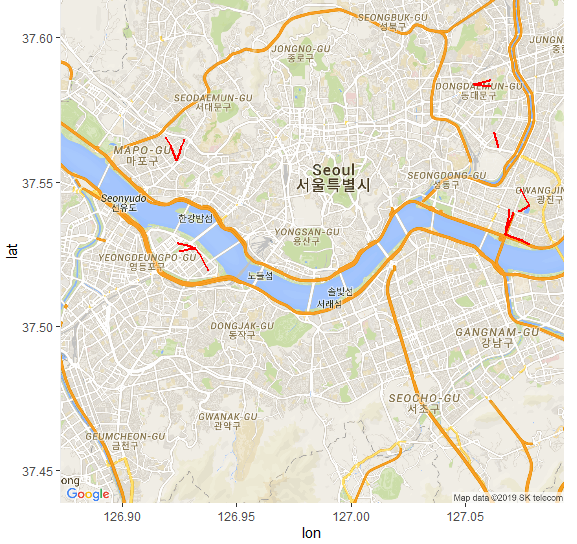 SEONGBUK-GU
성북구
37.60
JONGNO-GU
종로구
JUNGN
DONGDAEMUN-GU
동대문구
SEODAEMUN-GU
서대문구
MAPO-GU
마포구
37.55
Seoul
서울특별시
SEONGDONG-GU
성동구
GWANGJIN
광진구
Seonyudo
선유도
한강밤섬
YONGSAN-GU
용산구
YEONGDEUNGPO-GU
영등포구
노들섬
솔빛섬
서래섬
lat
37.50
DONGJAK-GU
동작구
GANGNAM-GU
강남구
SEOCHO-GU
서초구
GWANAK-GU
관악구
GEUMCHEON-GU
금천구
37.45
ong
Google
Map data ©2019 SK telecom
126.90
126.95
127.00
127.05
lon